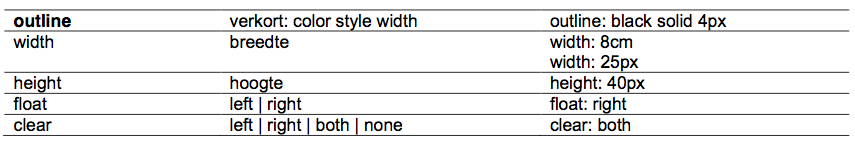 outline verkort: color style width outline: black solid 4px
width breedte width: 8cm
width: 25px
height hoogte height: 40px
float left | right float: right
clear left | right | both | none clear: both